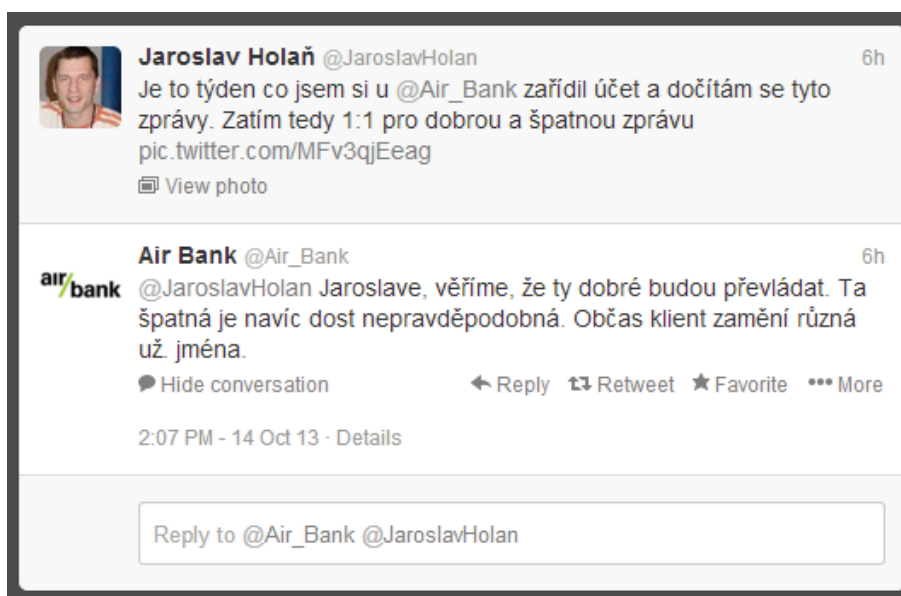 Jaroslav Holaň @JaroslavHolan 6h
Je to týden co jsem si u @Air_Bank zařídil účet a dočítám se tyto
zprávy. Zatím tedy 1:1 pro dobrou a špatnou zprávu
pic.twitter.com/MFv3qjEeag
View photo
Air Bank @Air_Bank 6h
air bank
@JaroslavHolan Jaroslave, věříme, že ty dobré budou převládat. Ta
špatná je navíc dost nepravděpodobná. Občas klient zamění různá
už. jména.
Hide conversation Reply Retweet Favorite More
2:07 PM - 14 Oct 13 · Details
Reply to @Air_Bank @JaroslavHolan